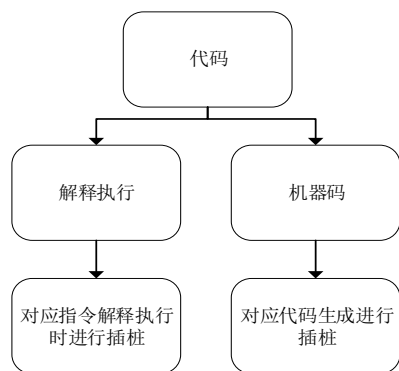 代码
解释执行
机器码
对应指令解释执行
时进行插桩
对应代码生成进行
插桩